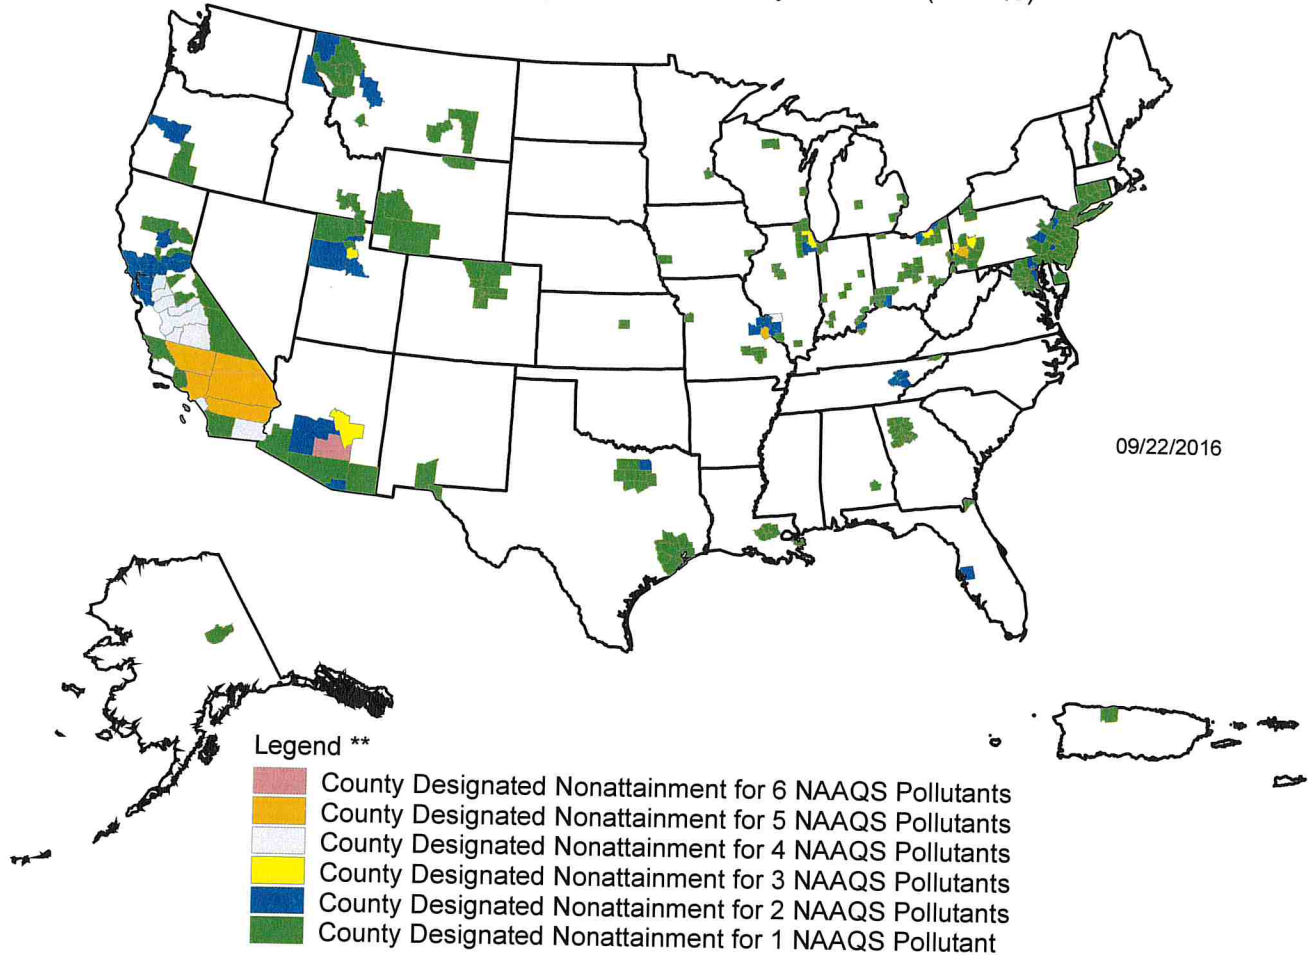 09/22/2016
Legend **
County Designated Nonattainment for 6 NAAQS Pollutants
County Designated Nonattainment for 5 NAAQS Pollutants
County Designated Nonattainment for 4 NAAQS Pollutants
County Designated Nonattainment for 3 NAAQS Pollutants
County Designated Nonattainment for 2 NAAQS Pollutants
County Designated Nonattainment for 1 NAAQS Pollutant